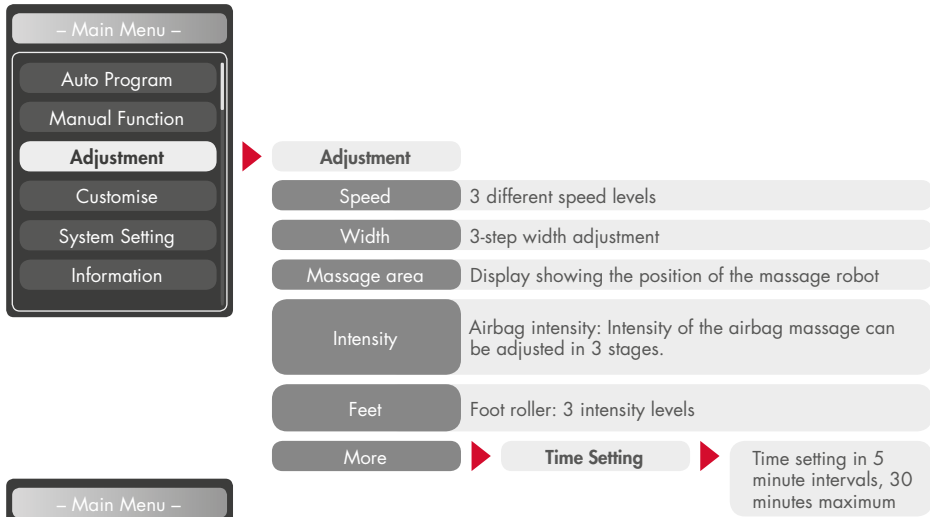 – Main Menu –
Auto Program
Manual Function
Adjustment
Customise
System Setting
Information
Adjustment
Speed
3 different speed levels
Width
3-step width adjustment
Massage area
Display showing the position of the massage robot
Intensity
Airbag intensity: Intensity of the airbag massage can
be adjusted in 3 stages.
Feet
Foot roller: 3 intensity levels
More
Time Setting
Time setting in 5
minute intervals, 30
minutes maximum
– Main Menu –